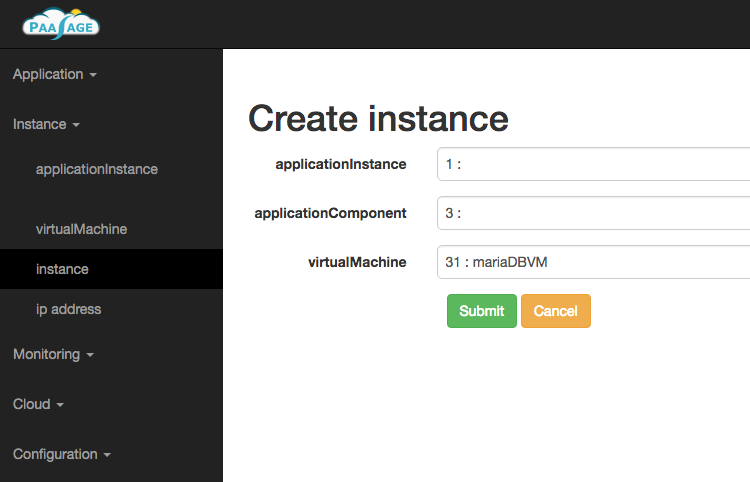 PAASAGE
Application
Instance
applicationInstance
virtualMachine
instance
ip address
Monitoring
Cloud
Configuration
Create instance
applicationInstance 1 :
applicationComponent 3 :
virtualMachine 31 : mariaDBVM
Submit Cancel